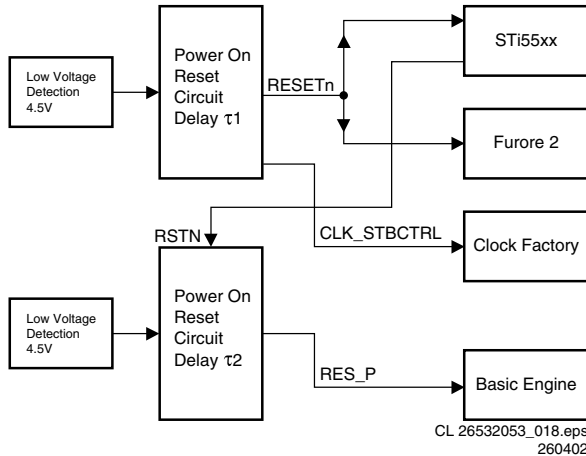 Low Voltage
Detection
4.5V
Power On
Reset
Circuit
Delay τ1
RESETn
STi55xx
Furore 2
CLK_STBCTRL
Clock Factory
RSTN
Low Voltage
Detection
4.5V
Power On
Reset
Circuit
Delay τ2
RES_P
Basic Engine
CL 26532053_018.eps
260402